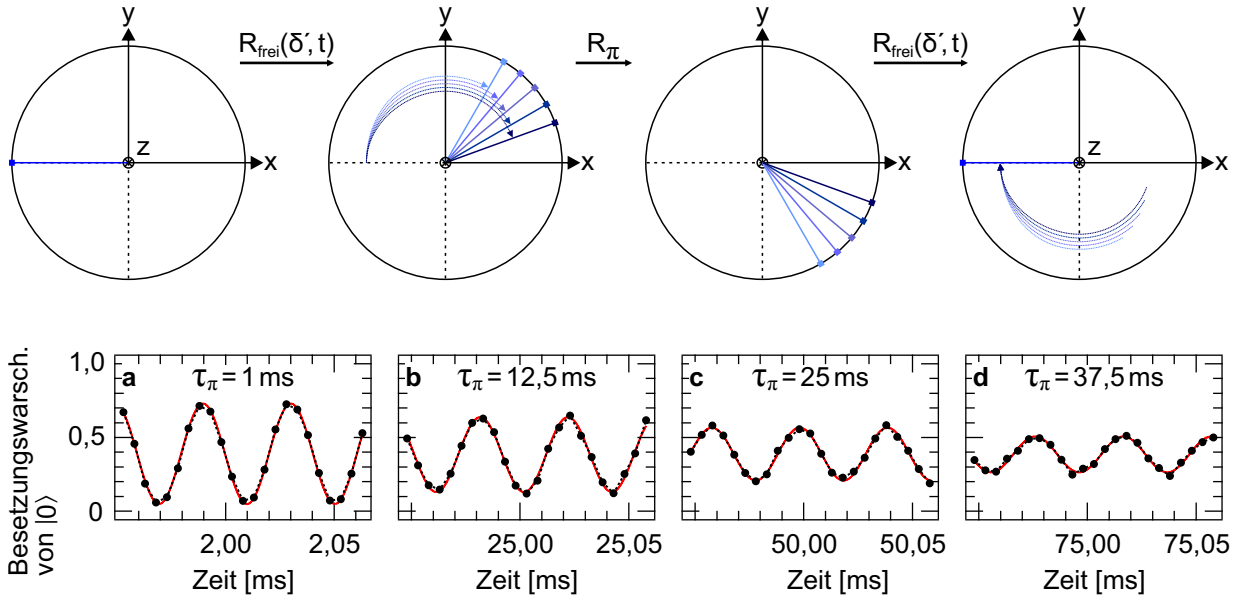 y
y
y
y
R_frei(δ´, t)
R_π
R_frei(δ´, t)
z
x
x
x
z
x
Besetzungswarsch.
von |0⟩
1,0
0,5
0
a
τ_π = 1 ms
b
τ_π = 12,5 ms
c
τ_π = 25 ms
d
τ_π = 37,5 ms
2,00
2,05
25,00
25,05
50,00
50,05
75,00
75,05
Zeit [ms]
Zeit [ms]
Zeit [ms]
Zeit [ms]